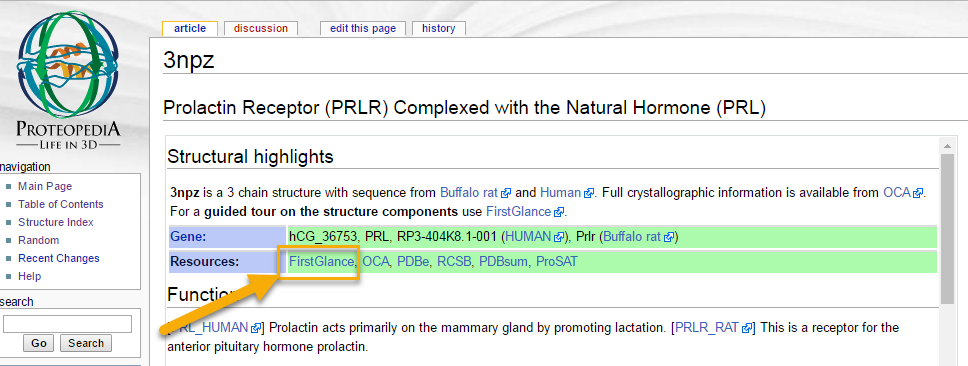 article
discussion
edit this page
history
PROTEOPEDIA
LIFE IN 3D
navigation
Main Page
Table of Contents
Structure Index
Random
Recent Changes
Help
search
Go
Search
3npz
Prolactin Receptor (PRLR) Complexed with the Natural Hormone (PRL)
Structural highlights
3npz is a 3 chain structure with sequence from Buffalo rat and Human. Full crystallographic information is available from OCA.
For a guided tour on the structure components use FirstGlance.
Gene: hCG_36753, PRL, RP3-404K8.1-001 (HUMAN), Prlr (Buffalo rat)
Resources: FirstGlance, OCA, PDBe, RCSB, PDBsum, ProSAT
Function
[PRL_HUMAN] Prolactin acts primarily on the mammary gland by promoting lactation. [PRLR_RAT] This is a receptor for the
anterior pituitary hormone prolactin.